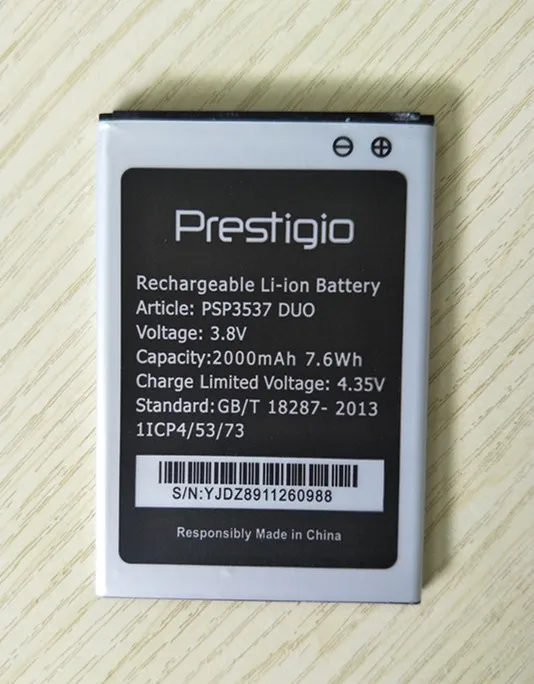 ⊖ ⊕
Prestigio
Rechargeable Li-ion Battery
Article: PSP3537 DUO
Voltage: 3.8V
Capacity:2000mAh 7.6Wh
Charge Limited Voltage: 4.35V
Standard:GB/T 18287- 2013
1ICP4/53/73
S/N:YJDZ8911260988
Responsibly Made in China